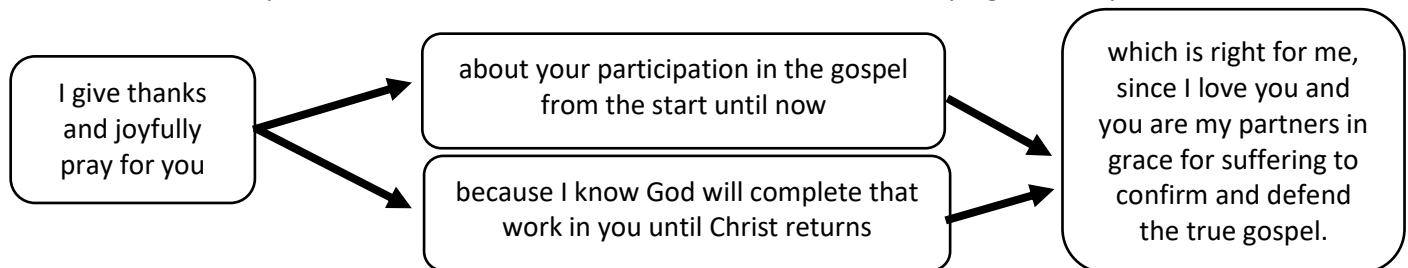 I give thanks
and joyfully
pray for you
about your participation in the gospel
from the start until now
because I know God will complete that
work in you until Christ returns
which is right for me,
since I love you and
you are my partners in
grace for suffering to
confirm and defend
the true gospel.